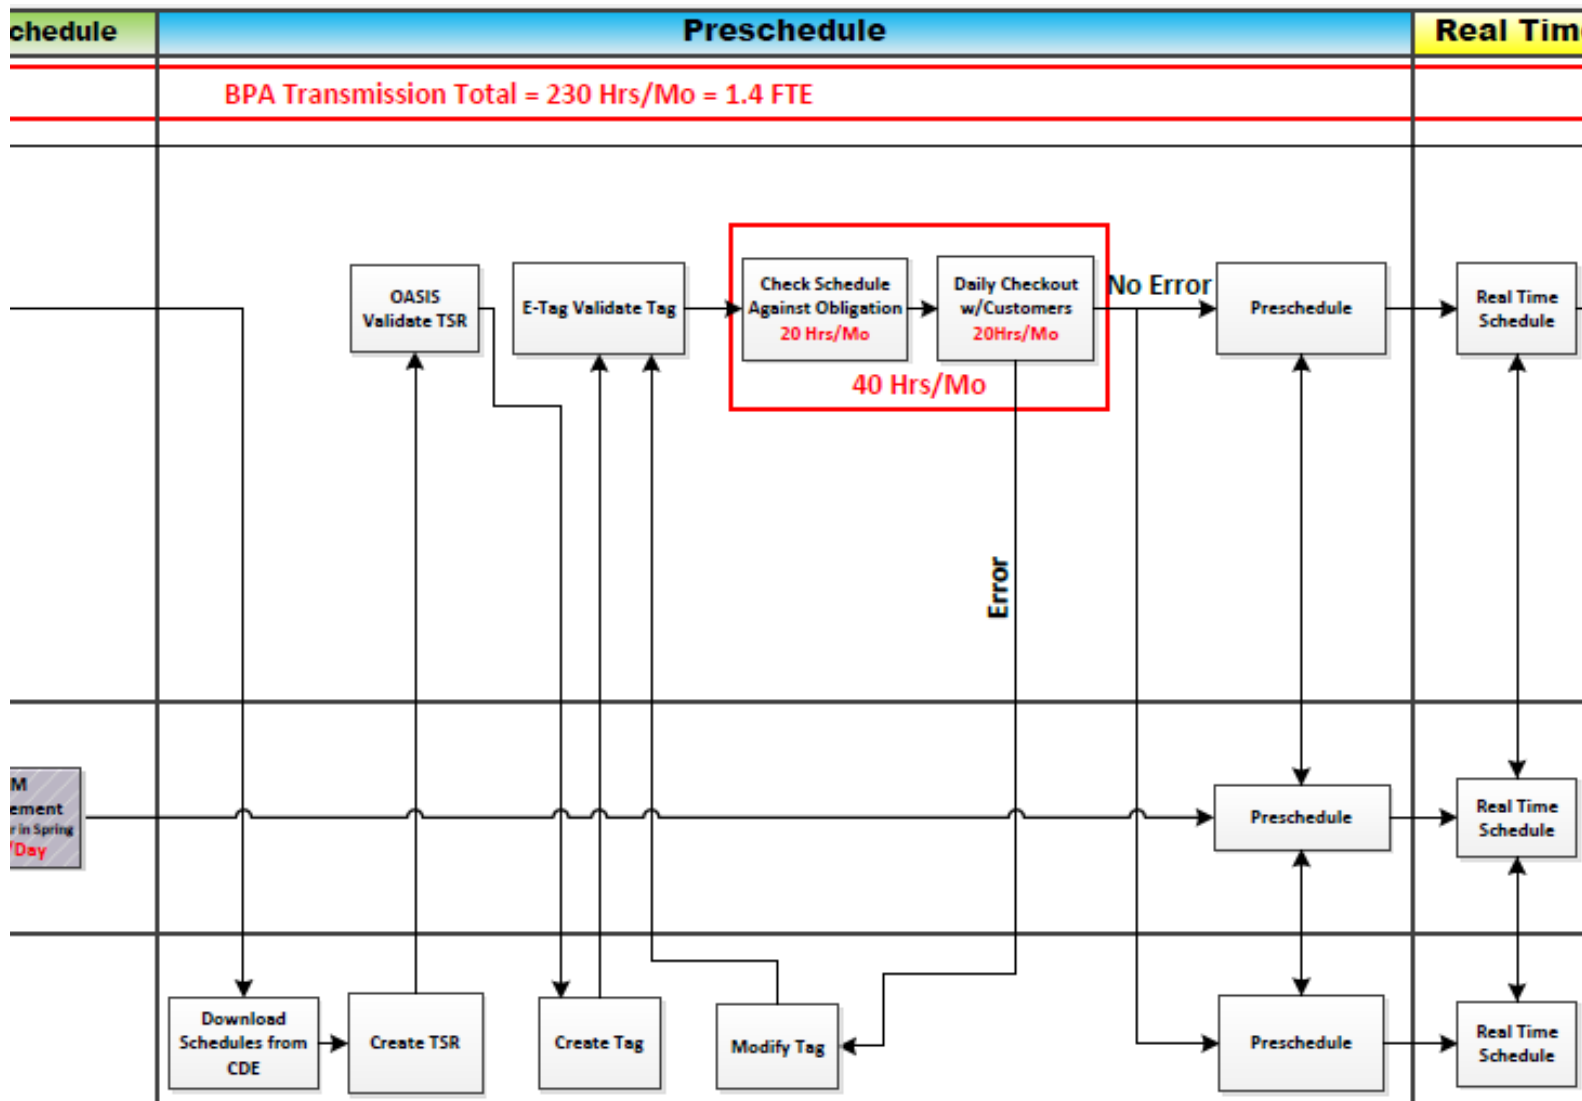 chedule
Preschedule
Real Tim
BPA Transmission Total = 230 Hrs/Mo = 1.4 FTE
OASIS
Validate TSR
E-Tag Validate Tag
Check Schedule
Against Obligation
20 Hrs/Mo
Daily Checkout
w/Customers
20Hrs/Mo
40 Hrs/Mo
No Error
Preschedule
Real Time
Schedule
Error
M
ement
r in Spring
/Day
Preschedule
Real Time
Schedule
Download
Schedules from
CDE
Create TSR
Create Tag
Modify Tag
Preschedule
Real Time
Schedule